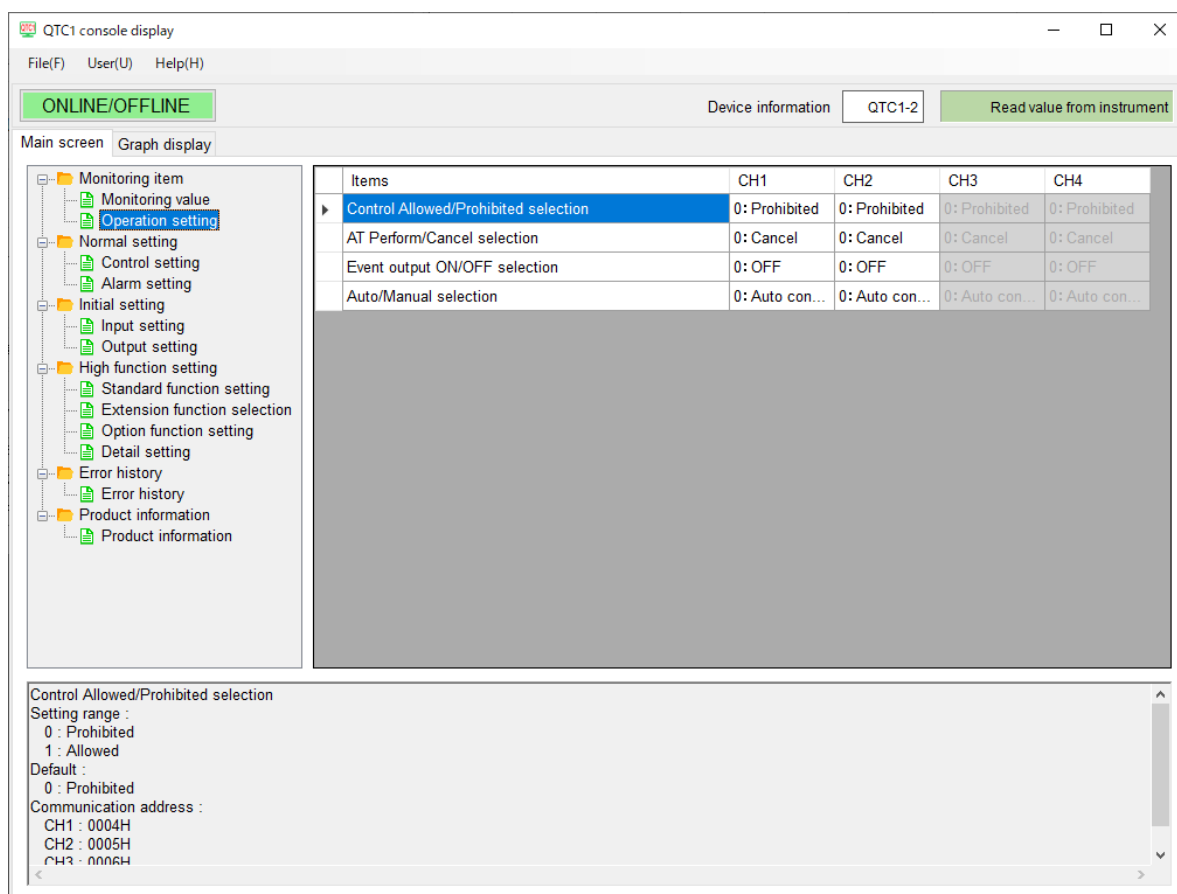 QTC1 console display
File(F) User(U) Help(H)
ONLINE/OFFLINE Device information QTC1-2 Read value from instrument
Main screen Graph display
Monitoring item
Monitoring value
Operation setting
Normal setting
Control setting
Alarm setting
Initial setting
Input setting
Output setting
High function setting
Standard function setting
Extension function selection
Option function setting
Detail setting
Error history
Error history
Product information
Product information
Items CH1 CH2 CH3 CH4
Control Allowed/Prohibited selection 0: Prohibited 0: Prohibited 0: Prohibited 0: Prohibited
AT Perform/Cancel selection 0: Cancel 0: Cancel 0: Cancel 0: Cancel
Event output ON/OFF selection 0: OFF 0: OFF 0: OFF 0: OFF
Auto/Manual selection 0: Auto con... 0: Auto con... 0: Auto con... 0: Auto con...
Control Allowed/Prohibited selection
Setting range :
0 : Prohibited
1 : Allowed
Default :
0 : Prohibited
Communication address :
CH1 : 0004H
CH2 : 0005H
CH3 : 0006H